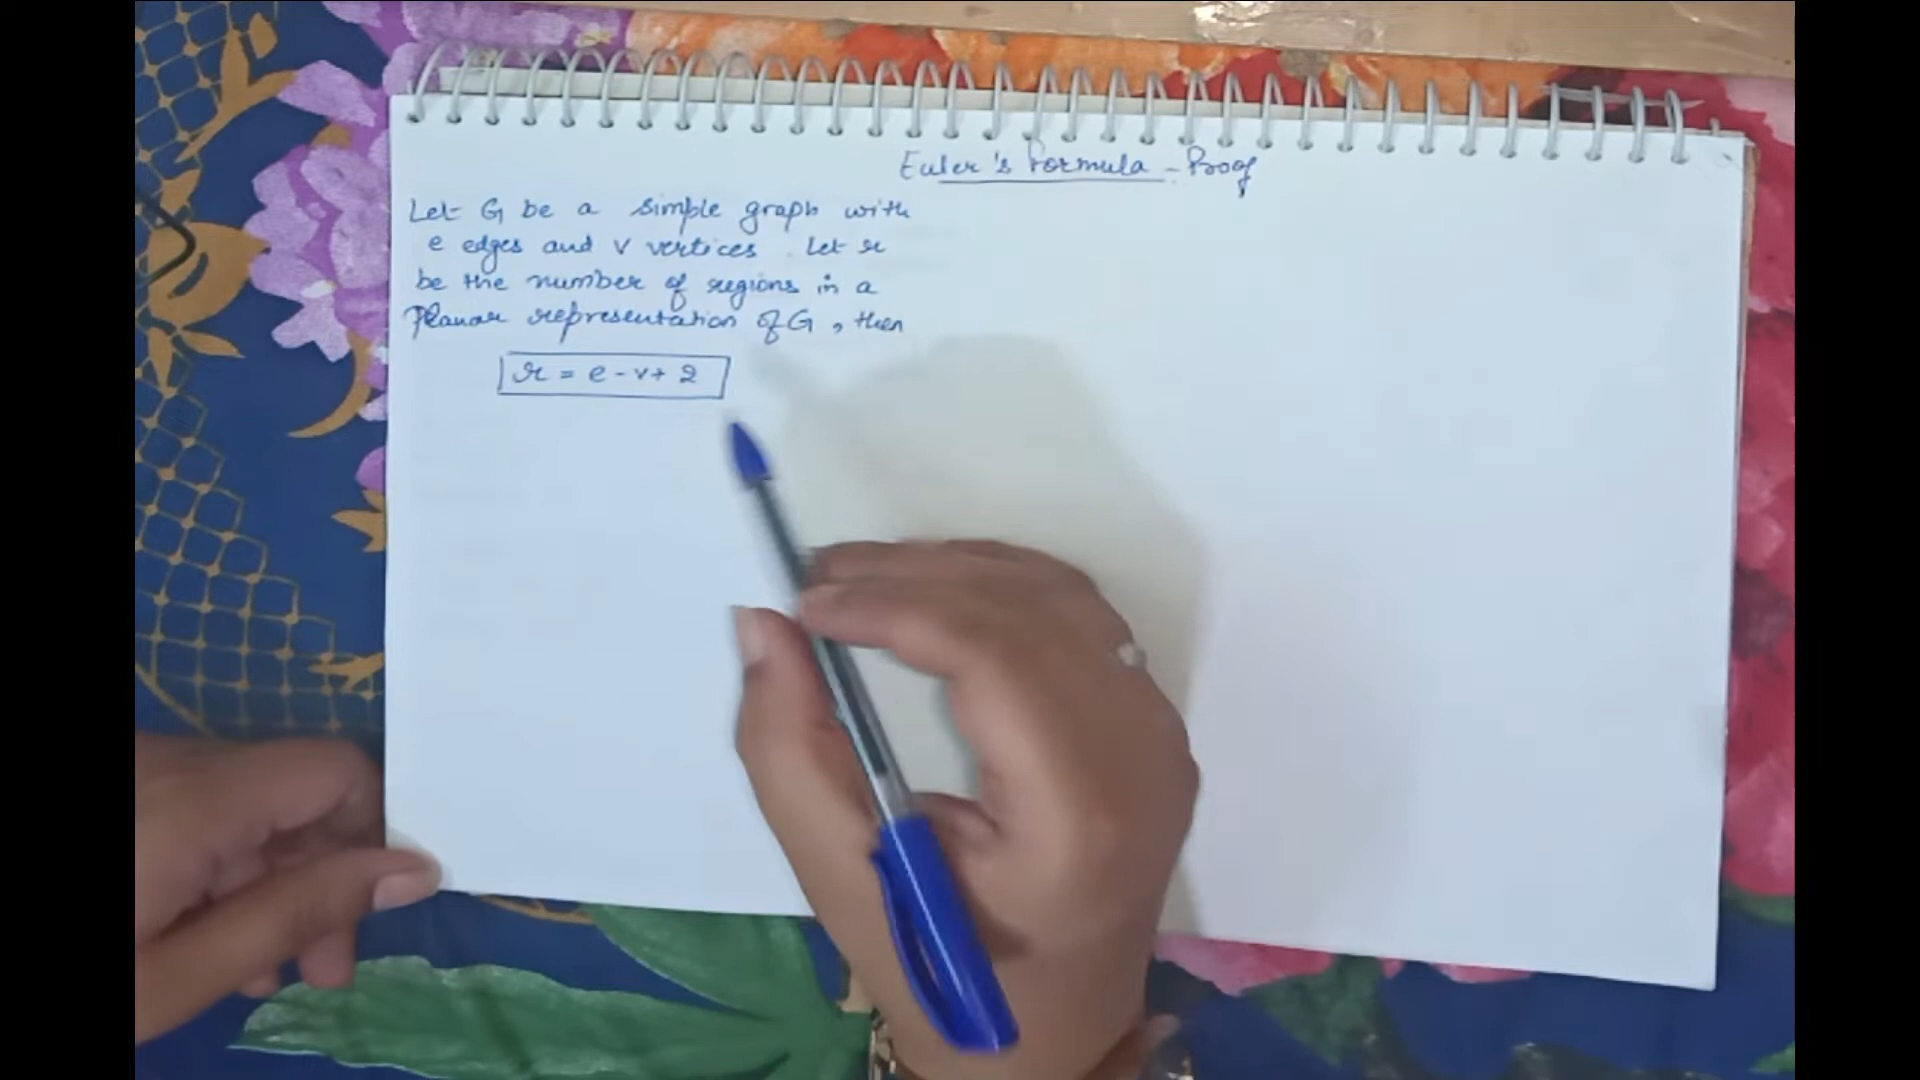 Euler's Formula - Proof
Let G be a simple graph with
e edges and v vertices. Let r
be the number of regions in a
Planar representation of G, then
r = e - v + 2